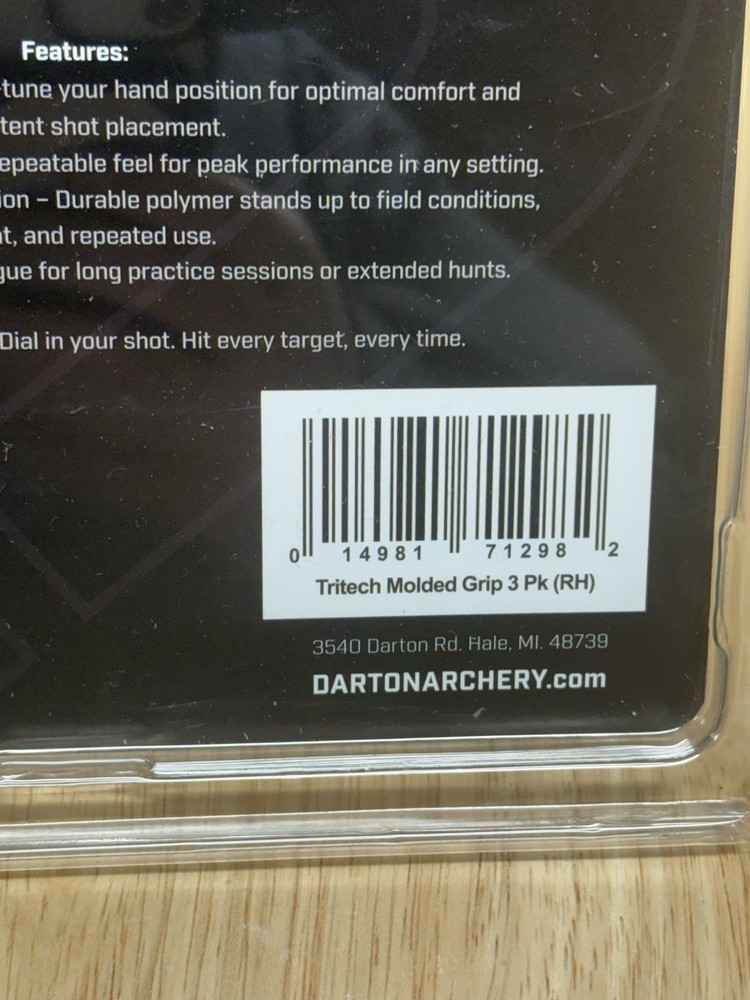 Features:
-tune your hand position for optimal comfort and
tent shot placement.
epeatable feel for peak performance in any setting.
ion – Durable polymer stands up to field conditions,
t, and repeated use.
gue for long practice sessions or extended hunts.
Dial in your shot. Hit every target, every time.
0 14981 71298 2
Tritech Molded Grip 3 Pk (RH)
3540 Darton Rd. Hale, MI. 48739
DARTONARCHERY.com